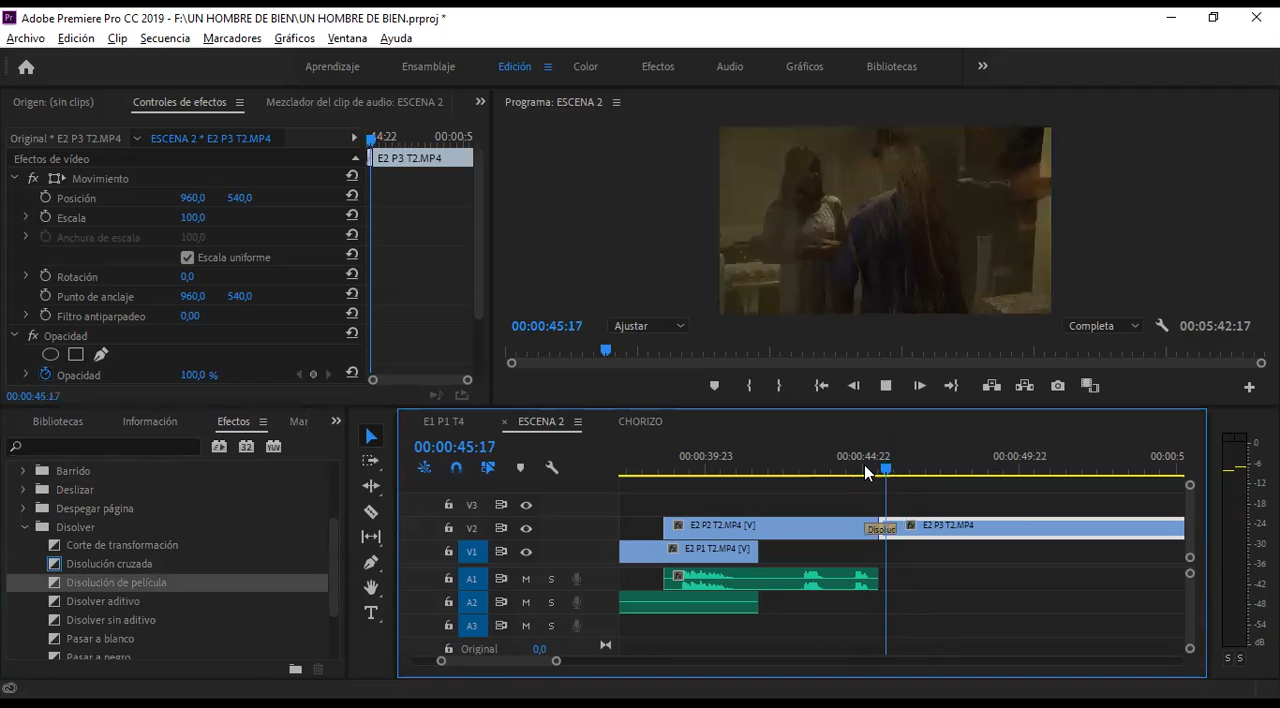 Adobe Premiere Pro CC 2019 - F:\UN HOMBRE DE BIEN\UN HOMBRE DE BIEN.prproj *
Archivo Edición Clip Secuencia Marcadores Gráficos Ventana Ayuda
Aprendizaje Ensamblaje Edición Color Efectos Audio Gráficos Bibliotecas
Origen: (sin clips) Controles de efectos Mezclador del clip de audio: ESCENA 2
Programa: ESCENA 2
Original * E2 P3 T2.MP4 ESCENA 2 * E2 P3 T2.MP4
44:22 00:00:5
Efectos de vídeo
E2 P3 T2.MP4
fx Movimiento
Posición 960,0 540,0
Escala 100,0
Anchura de escala 100,0
Escala uniforme
Rotación 0,0
Punto de anclaje 960,0 540,0
Filtro antiparpadeo 0,00
fx Opacidad
Opacidad 100,0 %
00:00:45:17
00:00:45:17 Ajustar Completa 00:05:42:17
Bibliotecas Información Efectos Mar
32 YUV
Barrido
Deslizar
Despegar página
Disolver
Corte de transformación
Disolución cruzada
Disolución de película
Disolver aditivo
Disolver sin aditivo
Pasar a blanco
Pasar a negro
E1 P1 T4 × ESCENA 2 CHORIZO
00:00:45:17
00:00:39:23 00:00:44:22 00:00:49:22 00:00:5
V3
V2 E2 P2 T2.MP4 [V] Disoluc E2 P3 T2.MP4
V1 E2 P1 T2.MP4 [V]
A1 M S
A2 M S
A3 M S
Original 0,0
0
-6
-12
-18
-24
-30
-36
-42
-48
-54
dB
S S